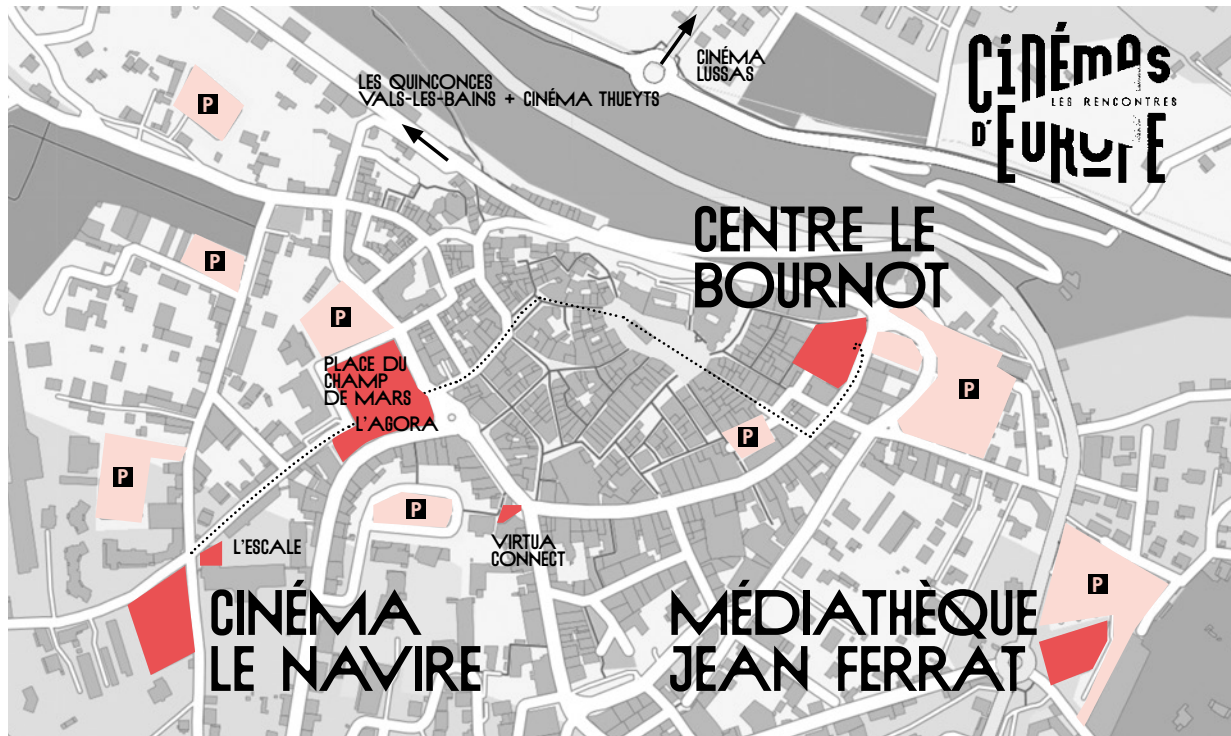 CINÉMAS
LES RENCONTRES
D'EUROPE
CINÉMA
LUSSAS
LES QUINCONCES
VALS-LES-BAINS + CINÉMA THUEYTS
P
P
P
CENTRE LE
BOURNOT
PLACE DU
CHAMP
DE MARS
L'AGORA
P
P
P
P
VIRTUA
CONNECT
L'ESCALE
P
CINÉMA
LE NAVIRE
MÉDIATHÈQUE
JEAN FERRAT